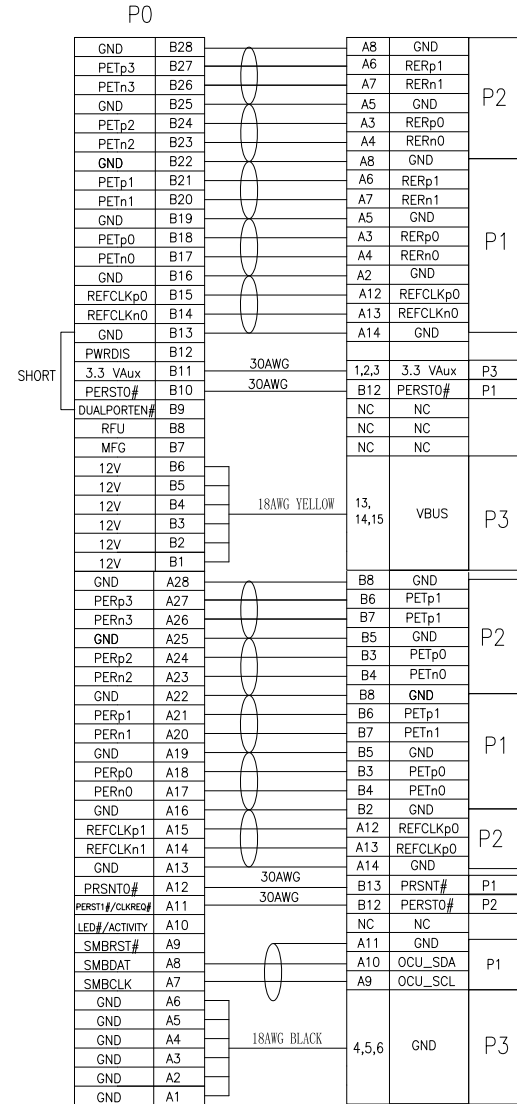 P0
GND B28 A8 GND
PETp3 B27 A6 RERp1
PETn3 B26 A7 RERn1
GND B25 A5 GND P2
PETp2 B24 A3 RERp0
PETn2 B23 A4 RERn0
GND B22 A8 GND
PETp1 B21 A6 RERp1
PETn1 B20 A7 RERn1
GND B19 A5 GND
PETp0 B18 A3 RERp0 P1
PETn0 B17 A4 RERn0
GND B16 A2 GND
REFCLKp0 B15 A12 REFCLKp0
REFCLKn0 B14 A13 REFCLKn0
GND B13 A14 GND
PWRDIS B12
SHORT 3.3 VAux B11 30AWG 1,2,3 3.3 VAux P3
PERST0# B10 30AWG B12 PERST0# P1
DUALPORTEN# B9 NC NC
RFU B8 NC NC
MFG B7 NC NC
12V B6
12V B5
12V B4 18AWG YELLOW 13, 14,15 VBUS P3
12V B3
12V B2
12V B1
GND A28 B8 GND
PERp3 A27 B6 PETp1
PERn3 A26 B7 PETp1
GND A25 B5 GND P2
PERp2 A24 B3 PETp0
PERn2 A23 B4 PETn0
GND A22 B8 GND
PERp1 A21 B6 PETp1
PERn1 A20 B7 PETn1
GND A19 B5 GND P1
PERp0 A18 B3 PETp0
PERn0 A17 B4 PETn0
GND A16 B2 GND
REFCLKp1 A15 A12 REFCLKp0
REFCLKn1 A14 A13 REFCLKp0 P2
GND A13 A14 GND
PRSNT0# A12 30AWG B13 PRSNT# P1
PERST1#/CLKREQ# A11 30AWG B12 PERST0# P2
LED#/ACTIVITY A10 NC NC
SMBRST# A9 A11 GND
SMBDAT A8 A10 OCU_SDA P1
SMBCLK A7 A9 OCU_SCL
GND A6
GND A5
GND A4 18AWG BLACK 4,5,6 GND P3
GND A3
GND A2
GND A1